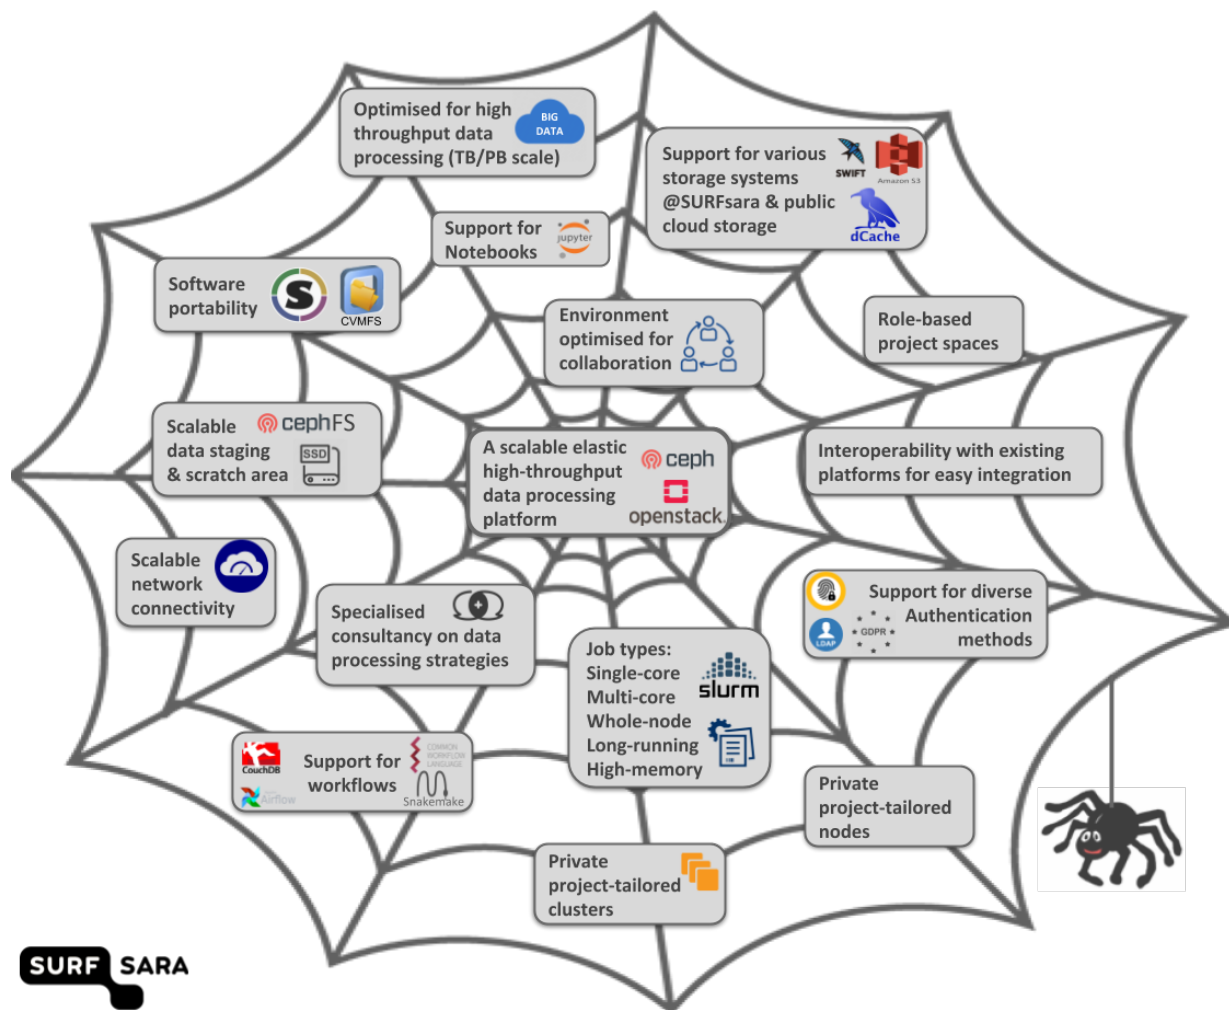 Optimised for high
throughput data
processing (TB/PB scale)
BIG
DATA
Support for various
storage systems
@SURFsara & public
cloud storage
SWIFT
Amazon S3
dCache
Support for
Notebooks
jupyter
Software
portability
S
CVMFS
Environment
optimised for
collaboration
Role-based
project spaces
Scalable
data staging
& scratch area
cephFS
SSD
A scalable elastic
high-throughput
data processing
platform
ceph
openstack.
Interoperability with existing
platforms for easy integration
Scalable
network
connectivity
Specialised
consultancy on data
processing strategies
Job types:
Single-core
Multi-core
Whole-node
Long-running
High-memory
slurm
Support for diverse
Authentication
methods
LDAP
GDPR
CouchDB
Airflow
Support for
workflows
COMMON
WORKFLOW
LANGUAGE
Snakemake
Private
project-tailored
nodes
Private
project-tailored
clusters
SURF SARA